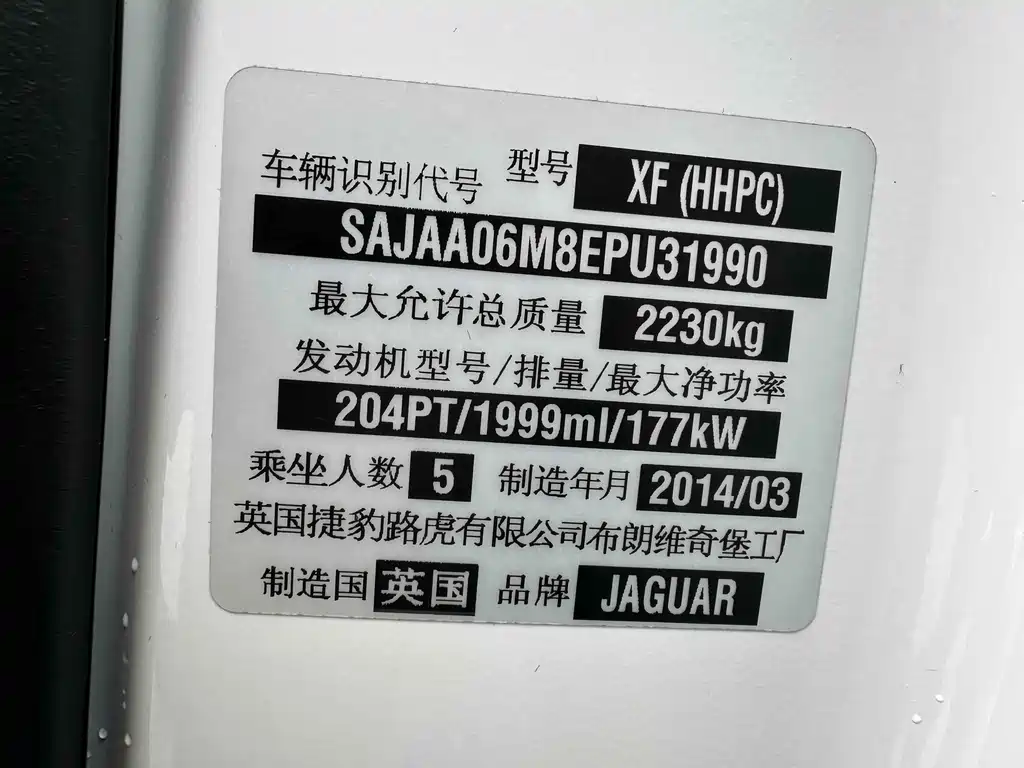 型号 XF (HHPC)
车辆识别代号
SAJAA06M8EPU31990
最大允许总质量 2230kg
发动机型号/排量/最大净功率
204PT/1999ml/177kW
乘坐人数 5 制造年月 2014/03
英国捷豹路虎有限公司布朗维奇堡工厂
制造国 英国 品牌 JAGUAR